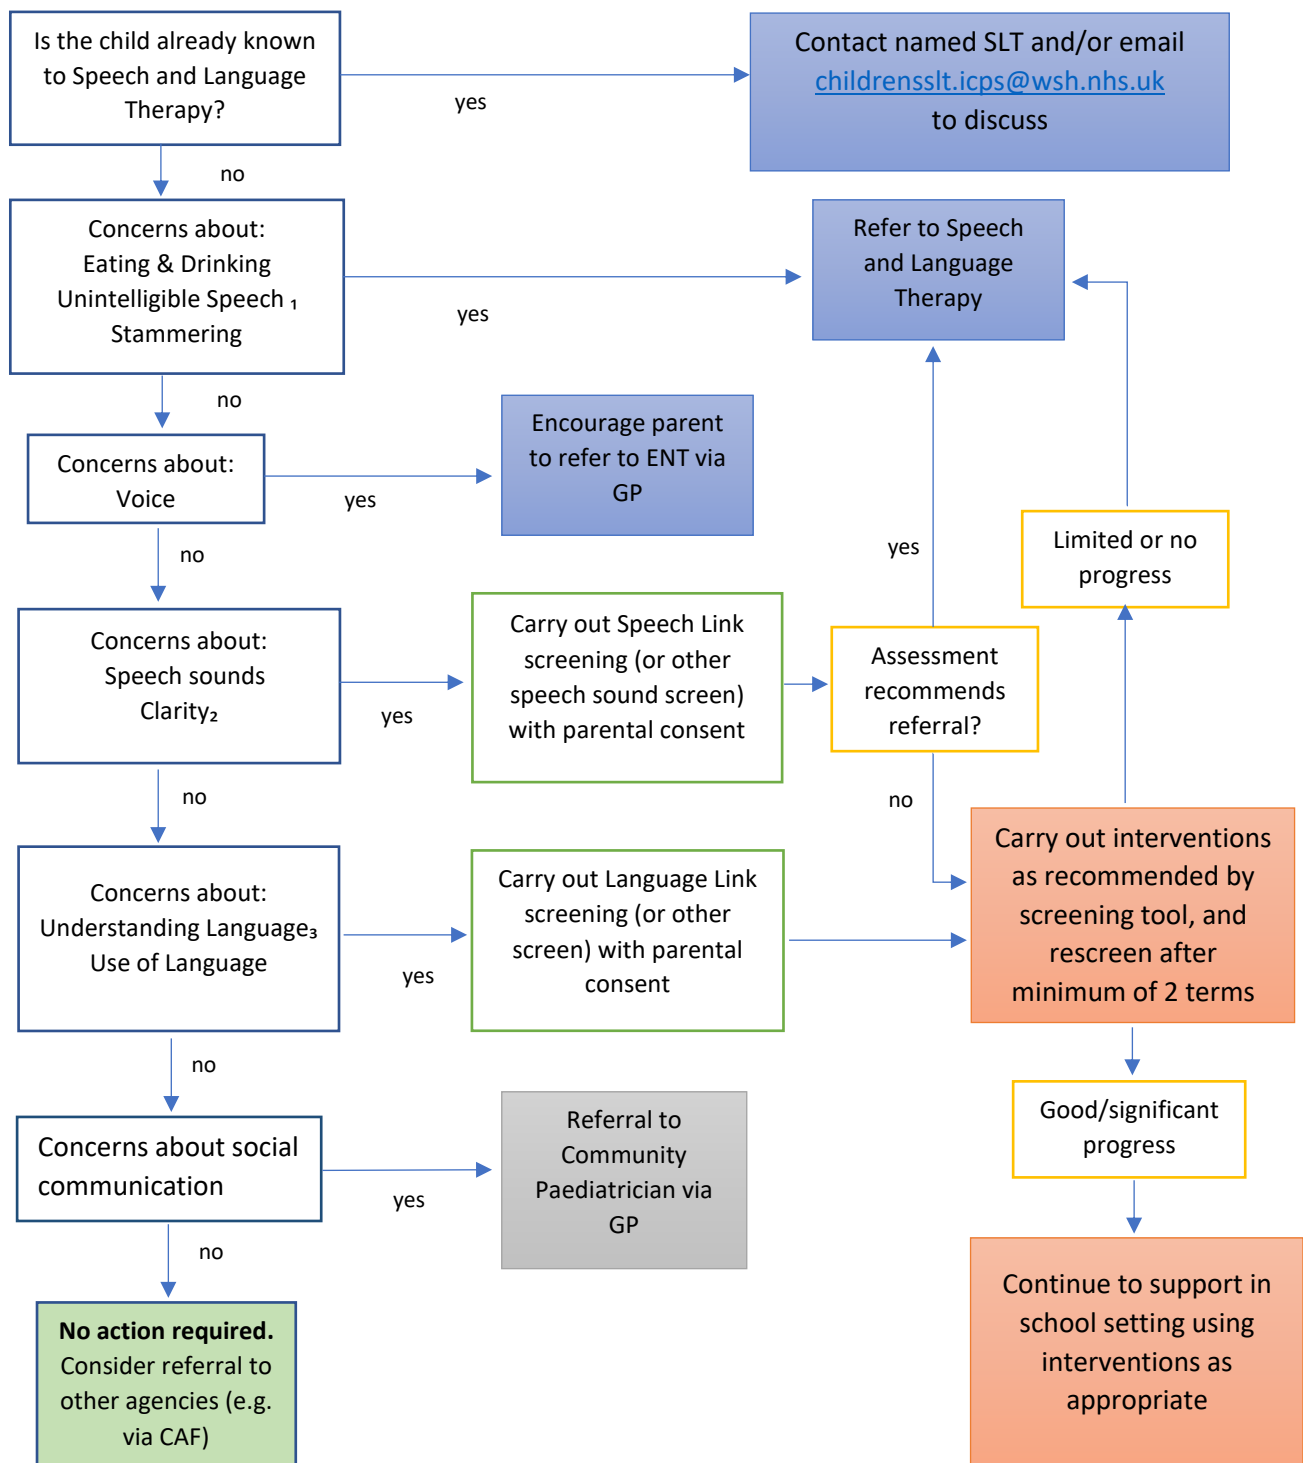 Is the child already known
to Speech and Language
Therapy?
yes
Contact named SLT and/or email
childrensslt.icps@wsh.nhs.uk
to discuss
no
Concerns about:
Eating & Drinking
Unintelligible Speech ₁
Stammering
yes
Refer to Speech
and Language
Therapy
no
Concerns about:
Voice
yes
Encourage parent
to refer to ENT via
GP
no
Concerns about:
Speech sounds
Clarity₂
yes
Carry out Speech Link
screening (or other
speech sound screen)
with parental consent
Assessment
recommends
referral?
yes
no
Limited or no
progress
no
Concerns about:
Understanding Language₃
Use of Language
yes
Carry out Language Link
screening (or other
screen) with parental
consent
Carry out interventions
as recommended by
screening tool, and
rescreen after
minimum of 2 terms
no
Concerns about social
communication
yes
Referral to
Community
Paediatrician via
GP
Good/significant
progress
no
No action required.
Consider referral to
other agencies (e.g.
via CAF)
Continue to support in
school setting using
interventions as
appropriate